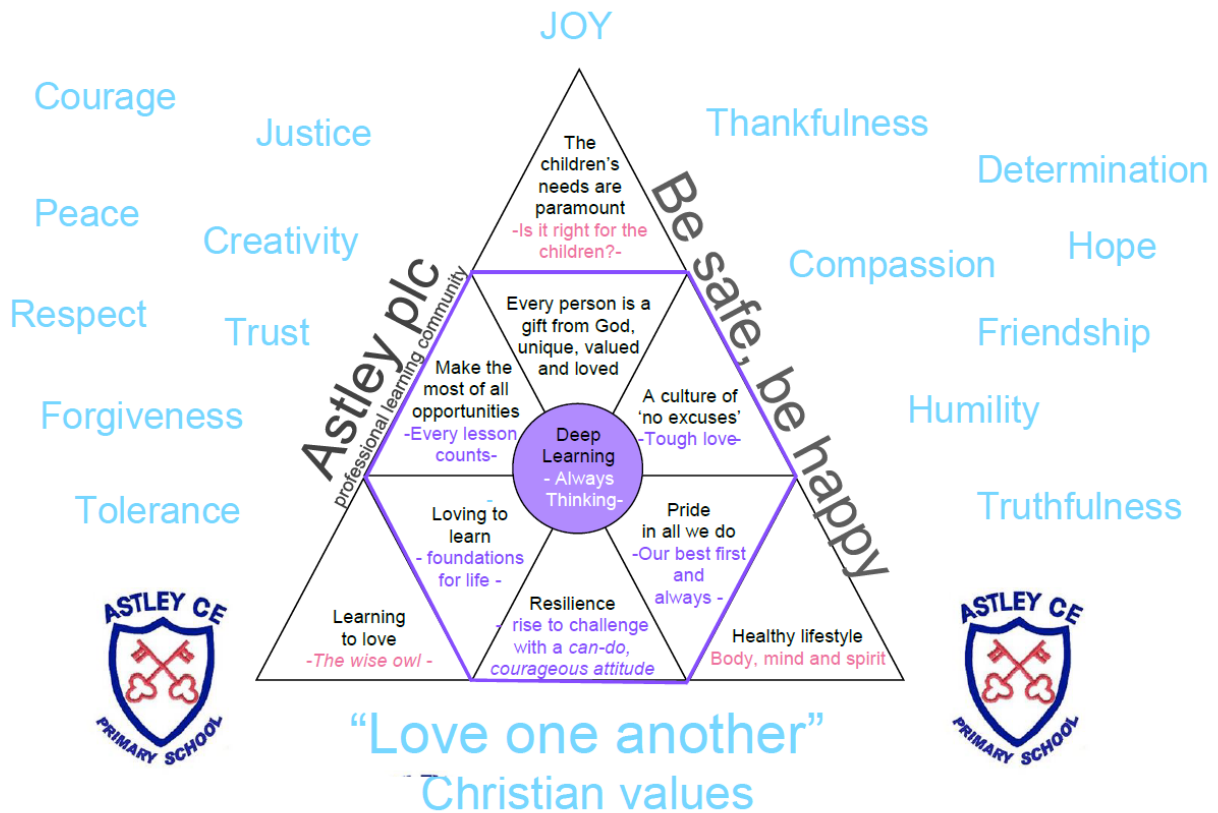 JOY
Courage
Justice
Thankfulness
Determination
Peace
Creativity
Compassion
Hope
Respect
Trust
Friendship
Forgiveness
Humility
Tolerance
Truthfulness
Astley plc
professional learning community
Be safe, be happy
The
children's
needs are
paramount
-Is it right for the
children?-
Every person is a
gift from God,
unique, valued
and loved
Make the
most of all
opportunities
-Every lesson
counts-
A culture of
‘no excuses’
-Tough love-
Deep
Learning
- Always
Thinking-
-
Loving to
learn
- foundations
for life -
Pride
in all we do
-Our best first
and
always -
Learning
to love
-The wise owl -
Resilience
- rise to challenge
with a can-do,
courageous attitude
Healthy lifestyle
Body, mind and spirit
ASTLEY CE
PRIMARY SCHOOL
ASTLEY CE
PRIMARY SCHOOL
“Love one another”
Christian values